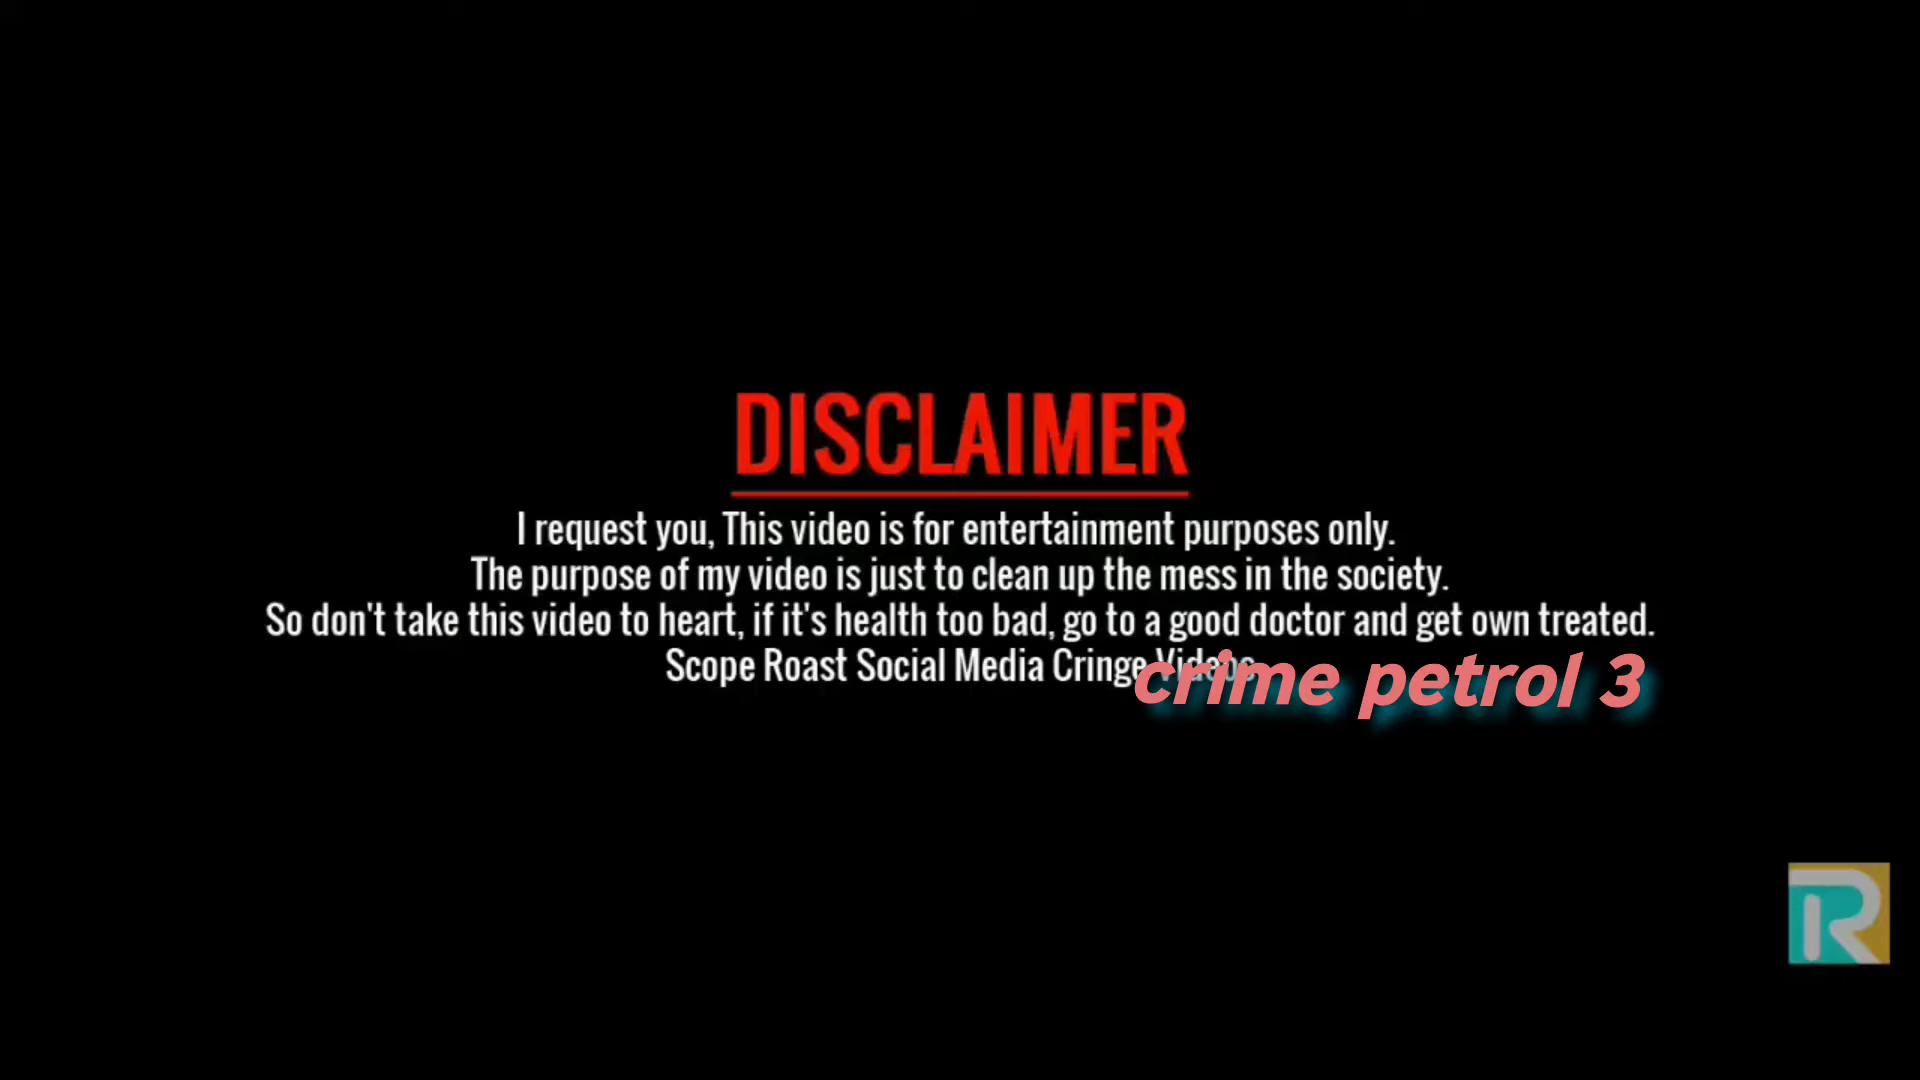 DISCLAIMER
I request you, This video is for entertainment purposes only.
The purpose of my video is just to clean up the mess in the society.
So don't take this video to heart, if it's health too bad, go to a good doctor and get own treated.
Scope Roast Social Media Cringe Videos
crime petrol 3
R